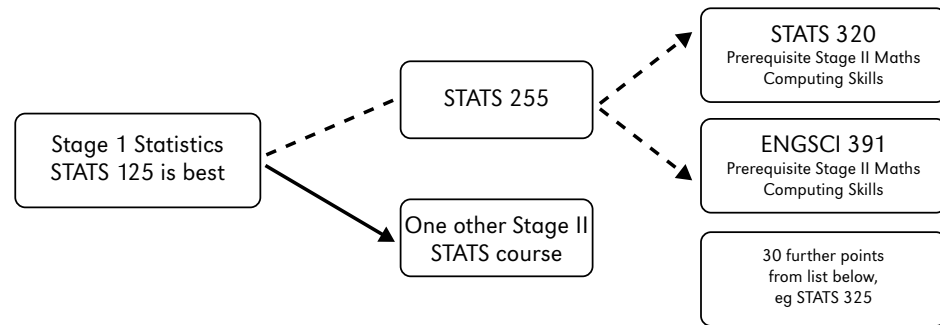 Stage 1 Statistics
STATS 125 is best
STATS 255
One other Stage II
STATS course
STATS 320
Prerequisite Stage II Maths
Computing Skills
ENGSCI 391
Prerequisite Stage II Maths
Computing Skills
30 further points
from list below,
eg STATS 325